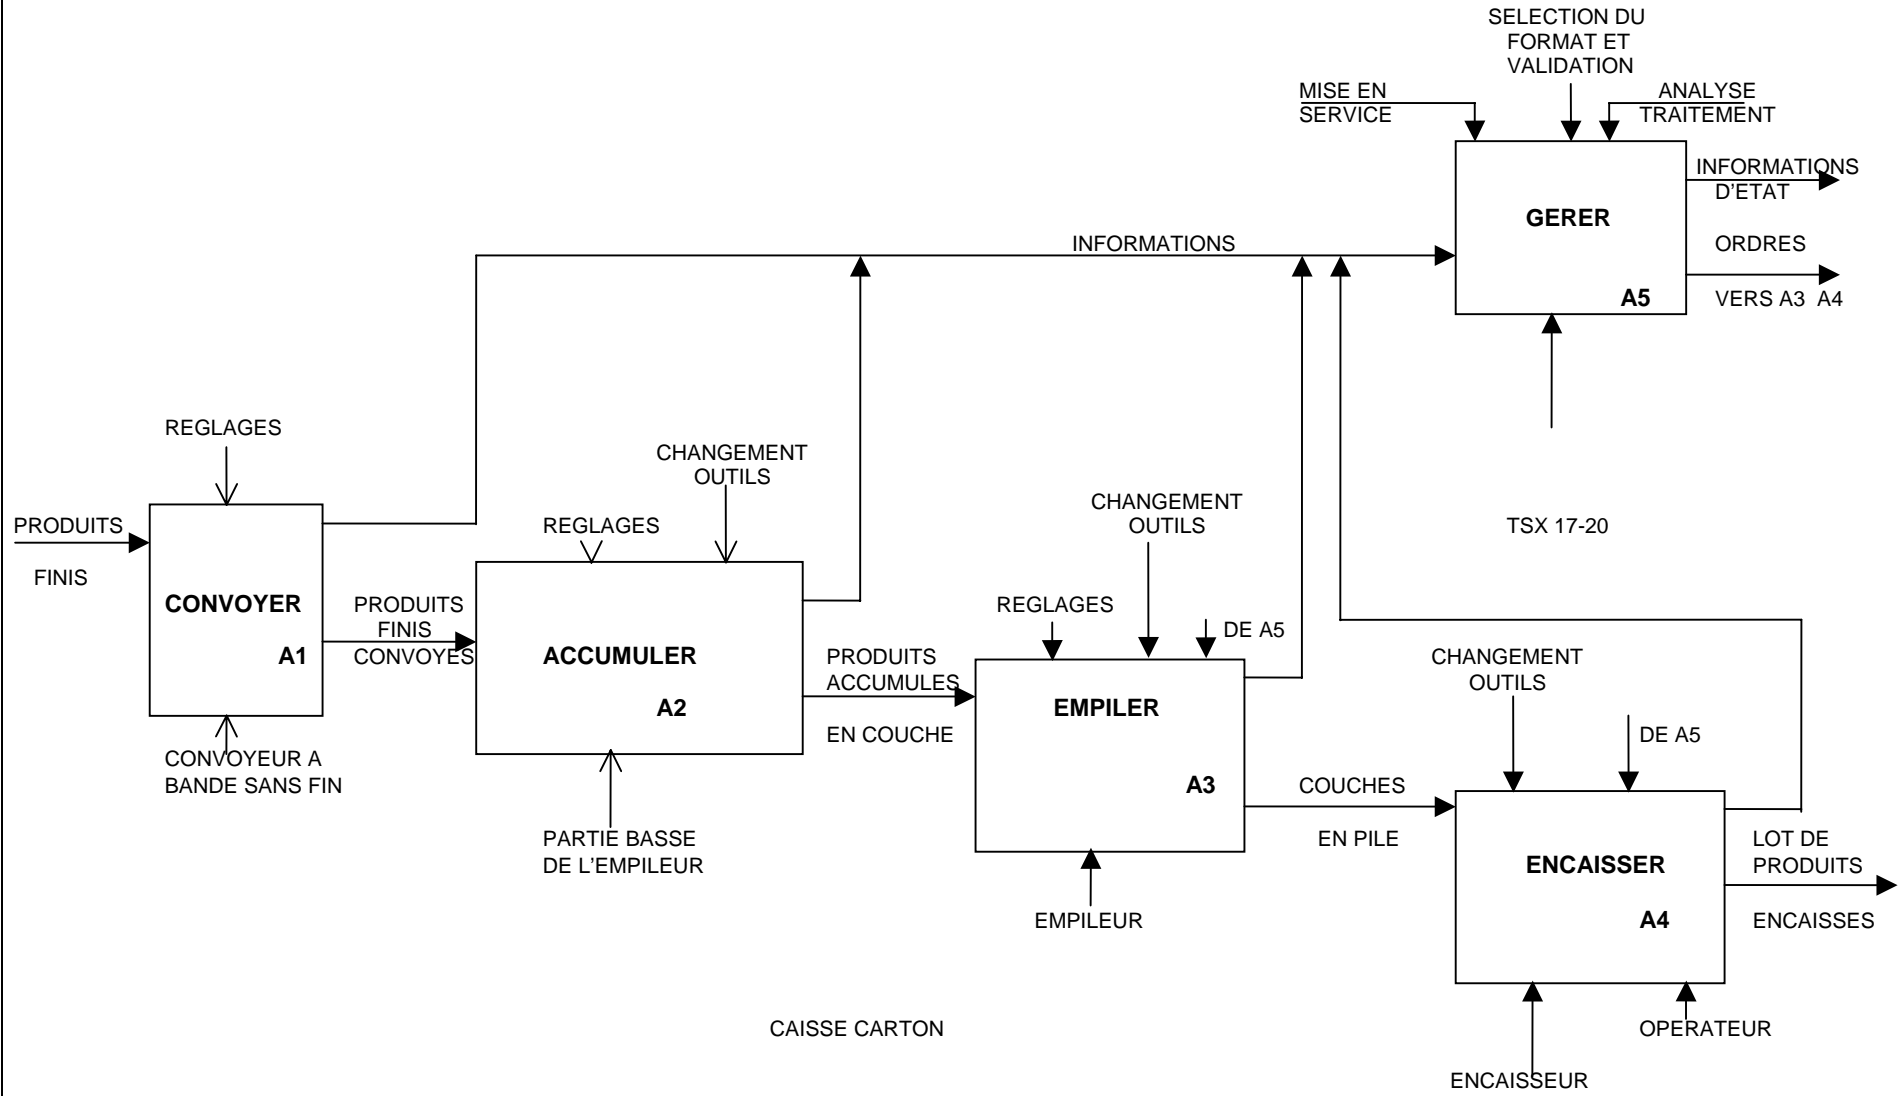 SELECTION DU
FORMAT ET
VALIDATION
MISE EN
SERVICE
ANALYSE
TRAITEMENT
INFORMATIONS
D'ETAT
GERER
ORDRES
INFORMATIONS
A5
VERS A3 A4
REGLAGES
CHANGEMENT
OUTILS
CHANGEMENT
OUTILS
PRODUITS
REGLAGES
TSX 17-20
FINIS
CONVOYER
PRODUITS
FINIS
CONVOYES
A1
REGLAGES
DE A5
ACCUMULER
A2
PRODUITS
ACCUMULES
EN COUCHE
EMPILER
A3
CHANGEMENT
OUTILS
DE A5
CONVOYEUR A
BANDE SANS FIN
COUCHES
EN PILE
PARTIE BASSE
DE L'EMPILEUR
ENCAISSER
A4
LOT DE
PRODUITS
ENCAISSES
EMPILEUR
CAISSE CARTON
OPERATEUR
ENCAISSEUR